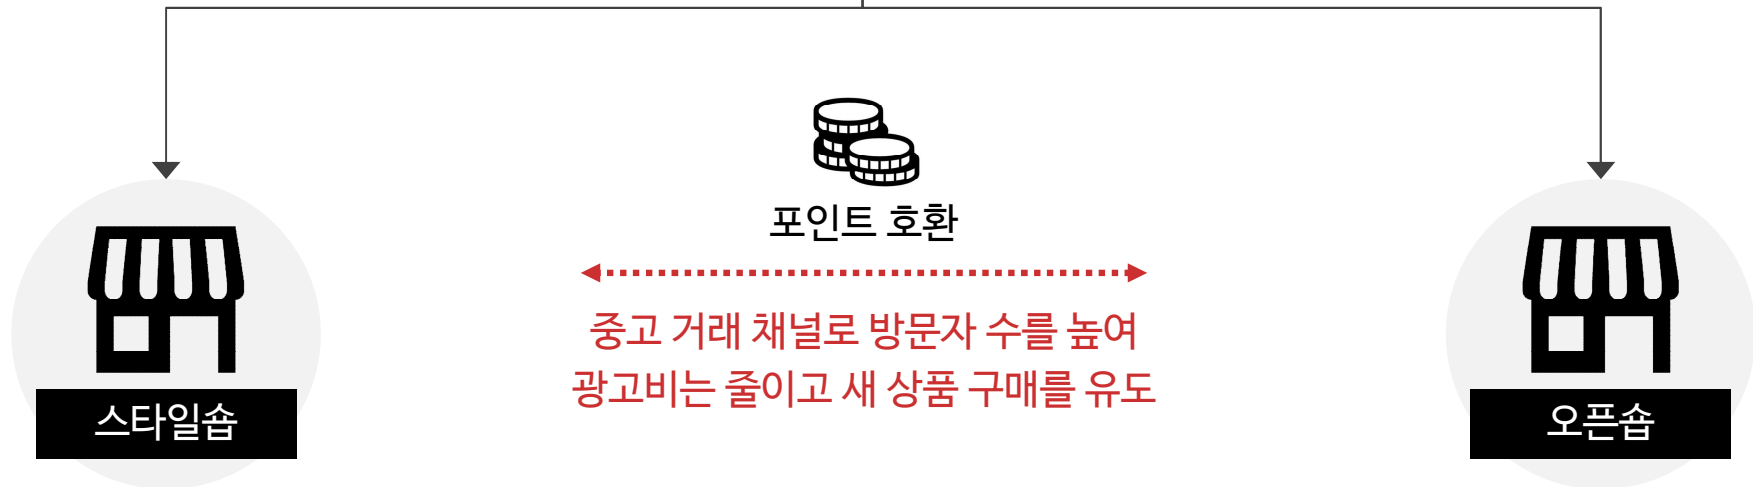 포인트 호환
중고 거래 채널로 방문자 수를 높여
광고비는 줄이고 새 상품 구매를 유도
스타일숍
오픈숍